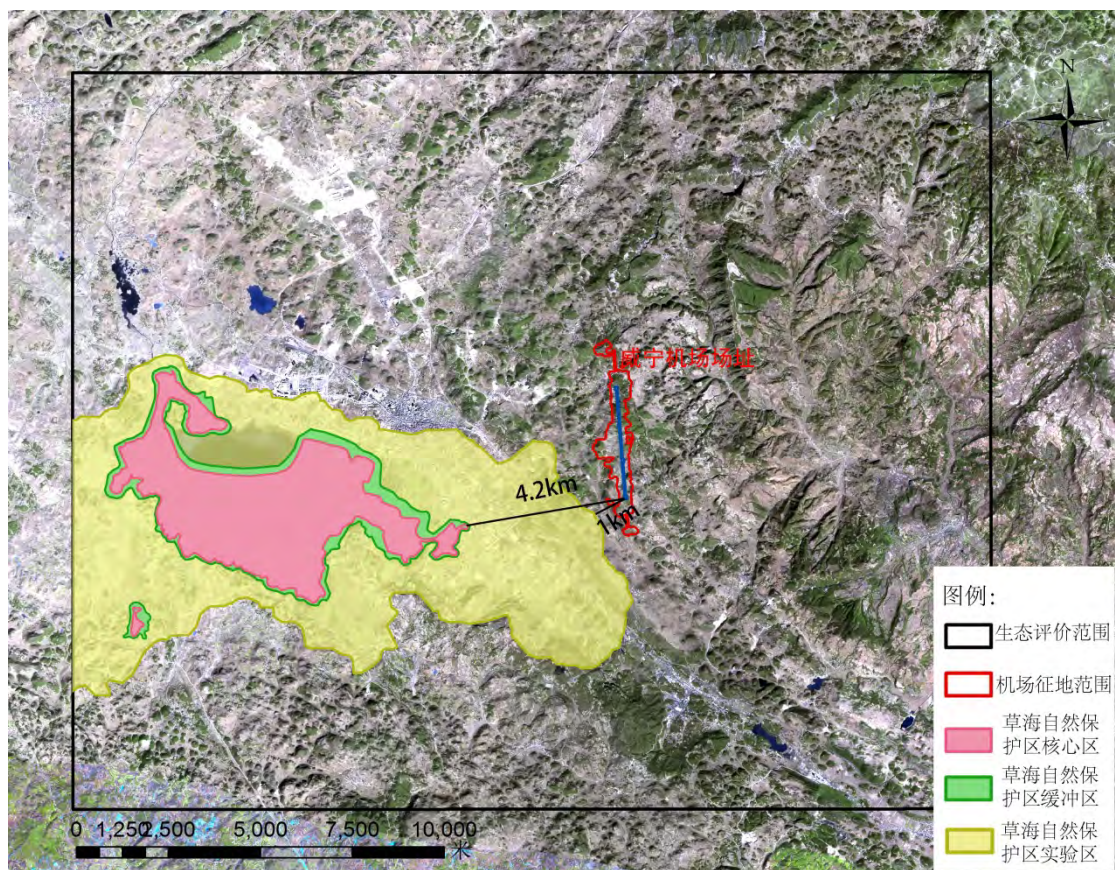 N
威宁机场场址
4.2km
1km
图例:
生态评价范围
机场征地范围
草海自然保
护区核心区
草海自然保
护区缓冲区
草海自然保
护区实验区
0 1,250 2,500 5,000 7,500 10,000
米